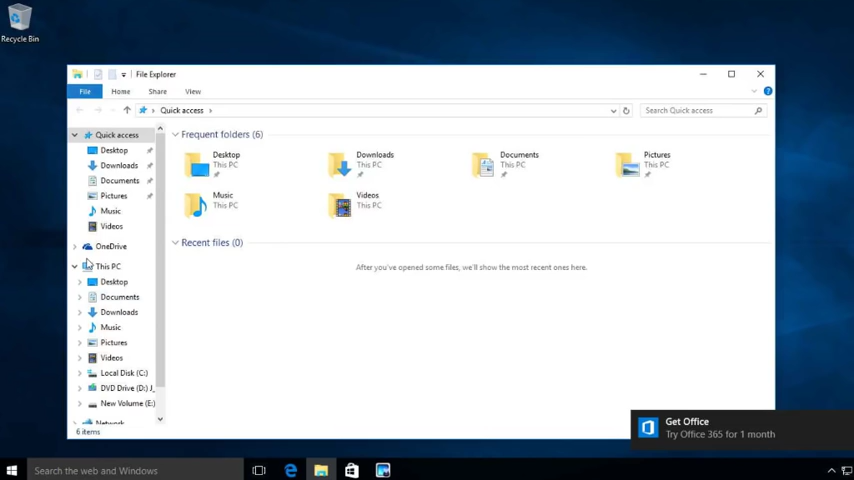 Recycle Bin
File Explorer
File
Home
Share
View
Quick access
Search Quick access
Quick access
Desktop
Downloads
Documents
Pictures
Music
Videos
OneDrive
This PC
Desktop
Documents
Downloads
Music
Pictures
Videos
Local Disk (C:)
DVD Drive (D:) J_
New Volume (E:)
Network
Frequent folders (6)
Desktop
This PC
Downloads
This PC
Documents
This PC
Pictures
This PC
Music
This PC
Videos
This PC
Recent files (0)
After you've opened some files, we'll show the most recent ones here.
6 items
Get Office
Try Office 365 for 1 month
Search the web and Windows